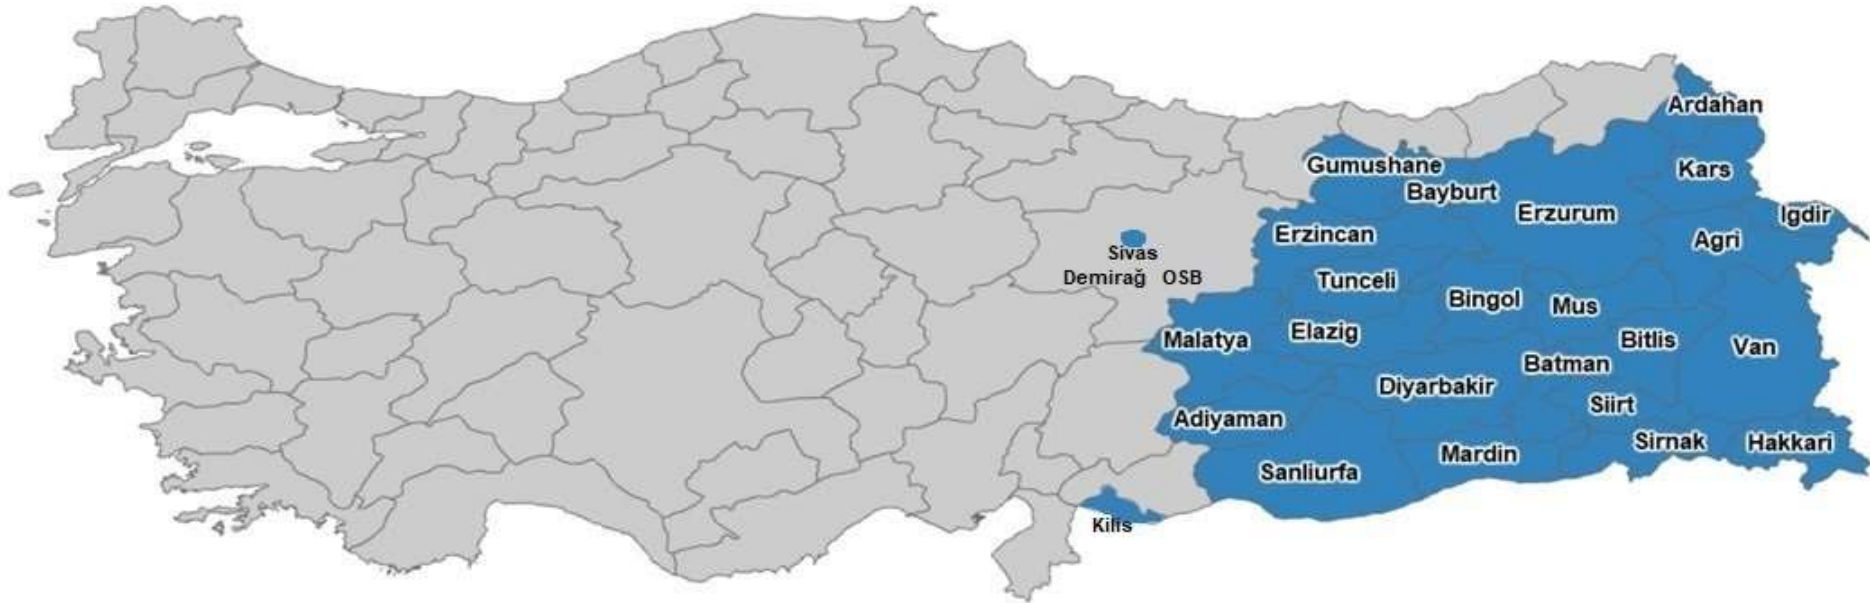 Ardahan
Gumushane
Kars
Bayburt
Erzurum
Igdir
Erzincan
Agri
Sivas
Demirağ OSB
Tunceli
Bingol
Mus
Malatya
Elazig
Bitlis
Van
Batman
Diyarbakir
Siirt
Adiyaman
Sirnak
Hakkari
Mardin
Sanliurfa
Kilis